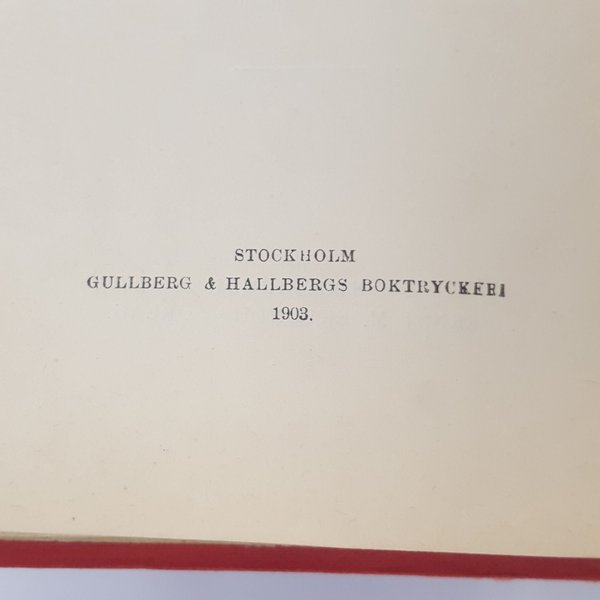 STOCKHOLM
GULLBERG & HALLBERGS BOKTRYCKERI
1903.